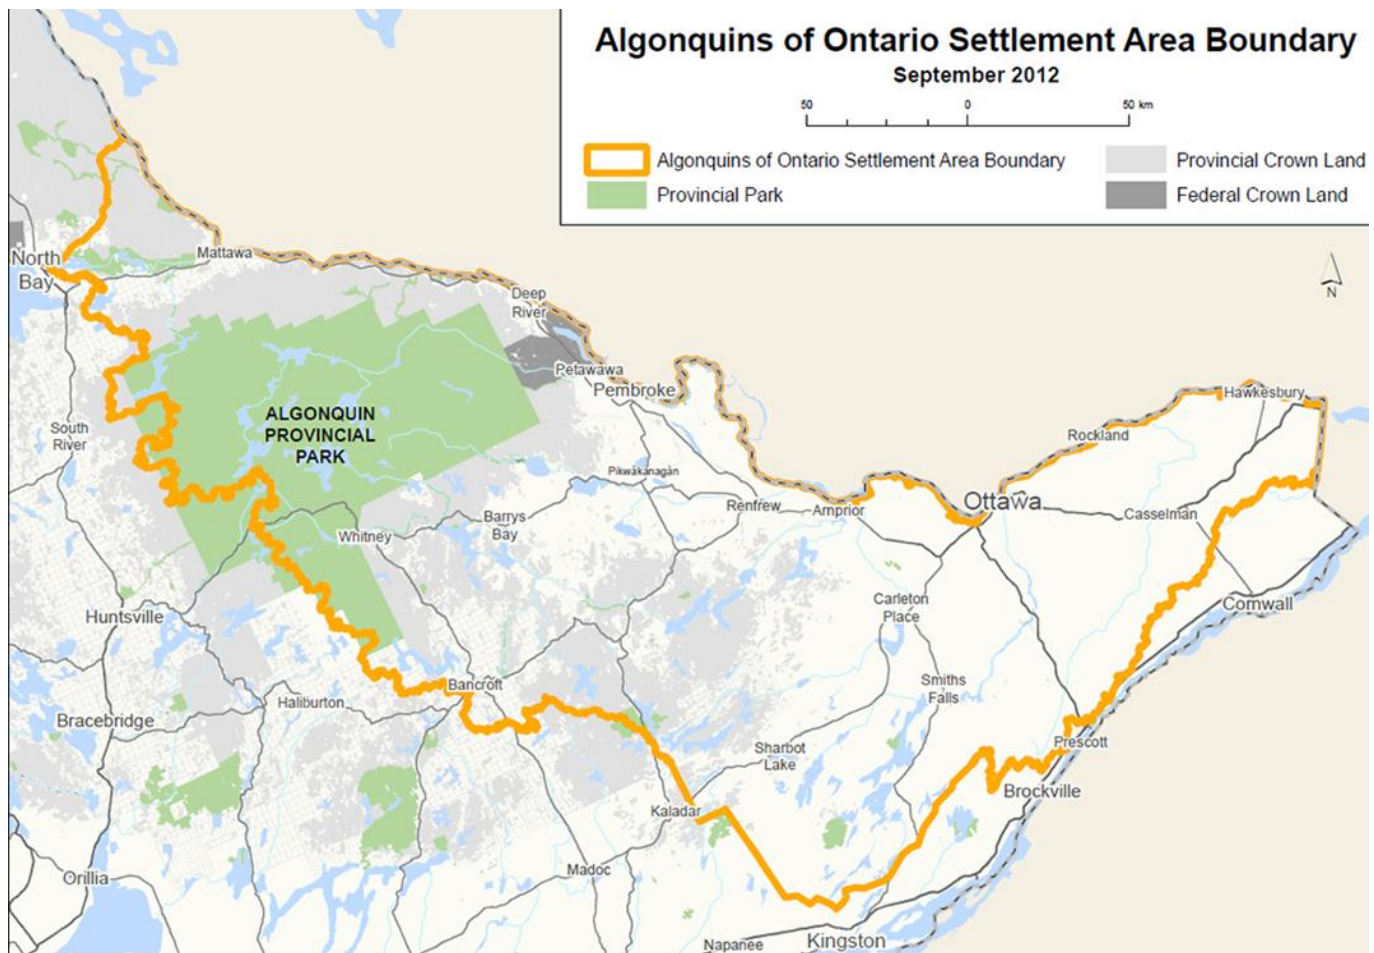 Algonquins of Ontario Settlement Area Boundary
September 2012
50 0 50 km
Algonquins of Ontario Settlement Area Boundary
Provincial Crown Land
Provincial Park
Federal Crown Land
N
North
Bay
Mattawa
Deep
River
Petawawa
Pembroke
Hawkesbury
ALGONQUIN
PROVINCIAL
PARK
South
River
Rockland
Pikwàkanagàn
Renfrew
Arnprior
Ottawa
Casselman
Barrys
Bay
Whitney
Huntsville
Carleton
Place
Cornwall
Smiths
Falls
Bancroft
Haliburton
Bracebridge
Prescott
Sharbot
Lake
Brockville
Kaladar
Madoc
Orillia
Napanee
Kingston